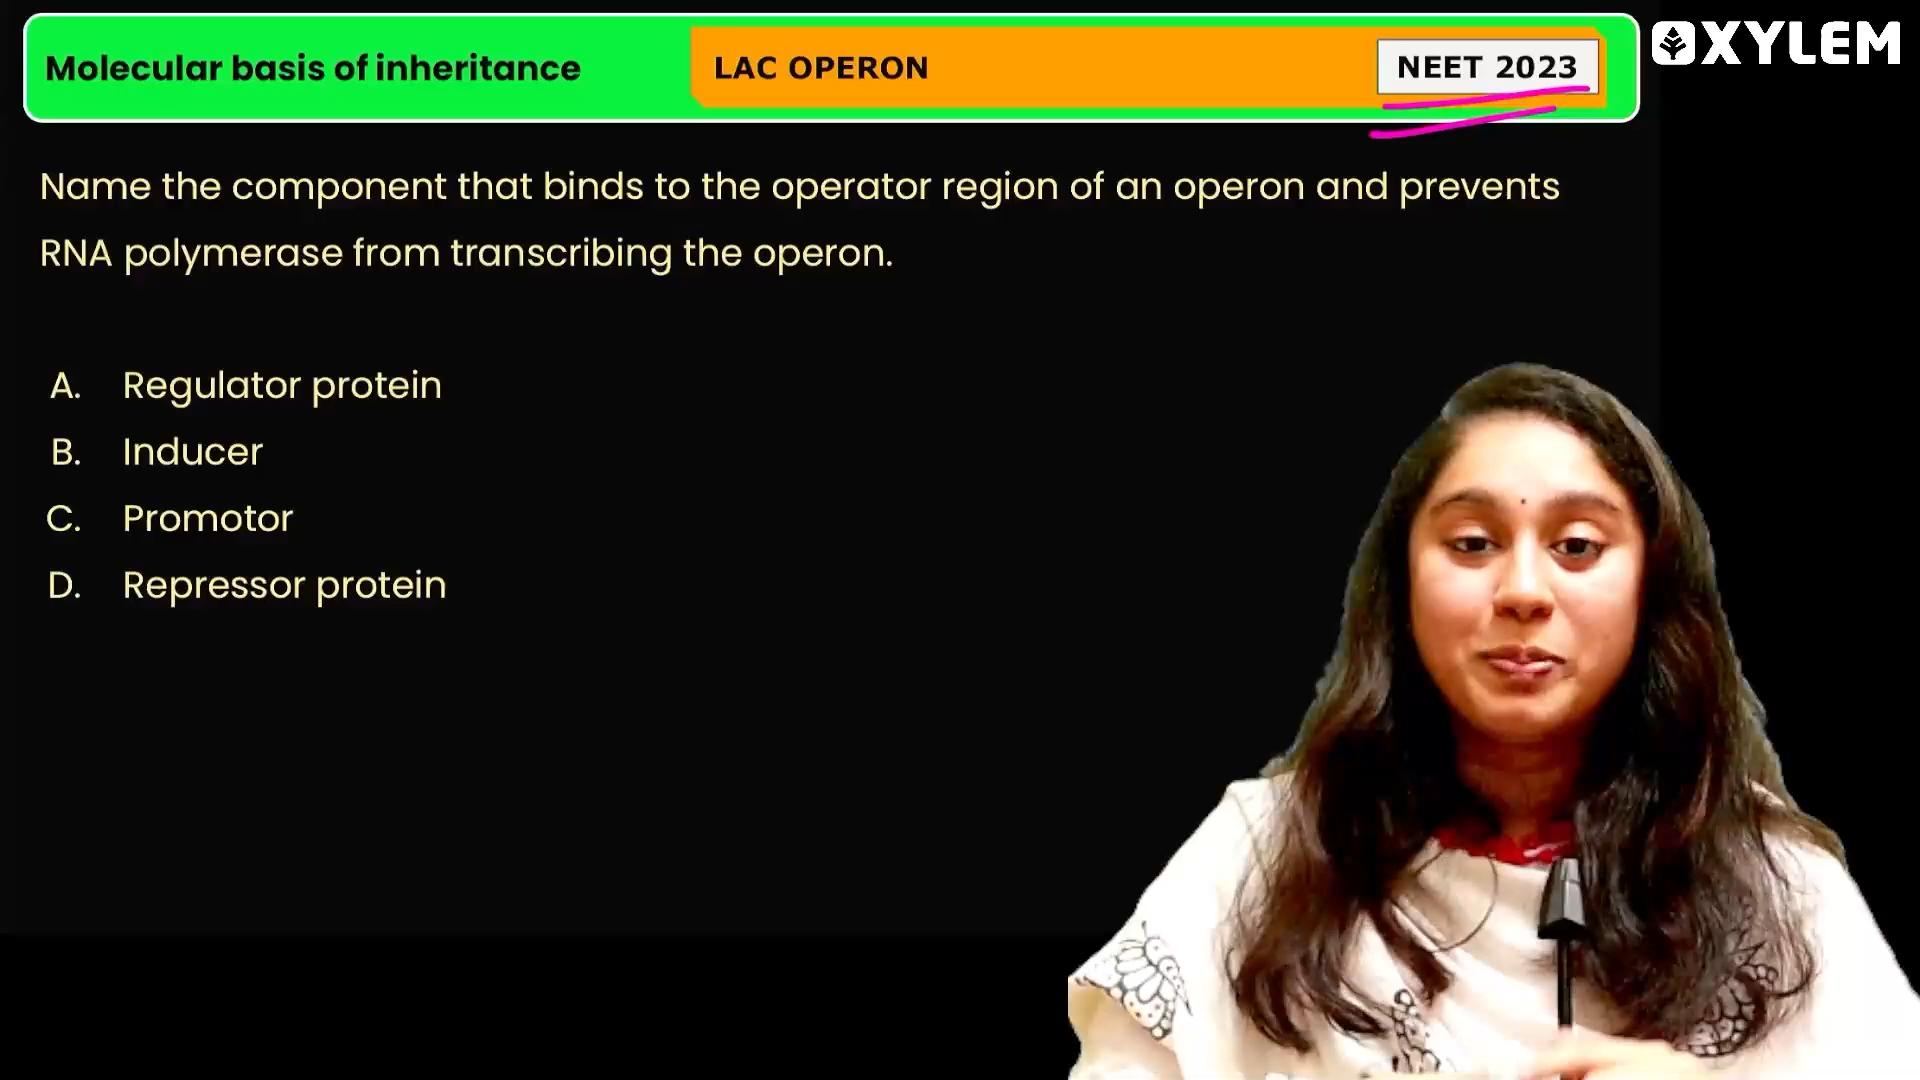 Molecular basis of inheritance
LAC OPERON
NEET 2023
XYLEM
Name the component that binds to the operator region of an operon and prevents
RNA polymerase from transcribing the operon.
A. Regulator protein
B. Inducer
C. Promotor
D. Repressor protein